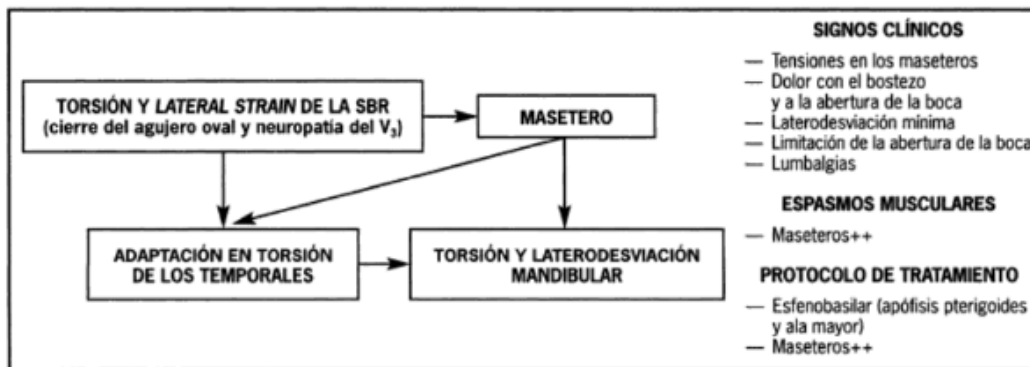 TORSIÓN Y LATERAL STRAIN DE LA SBR
(cierre del agujero oval y neuropatía del V₃)
MASETERO
ADAPTACIÓN EN TORSIÓN
DE LOS TEMPORALES
TORSIÓN Y LATERODESVIACIÓN
MANDIBULAR
SIGNOS CLÍNICOS
— Tensiones en los maseteros
— Dolor con el bostezo
y a la abertura de la boca
— Laterodesviación mínima
— Limitación de la abertura de la boca
— Lumbalgias
ESPASMOS MUSCULARES
— Maseteros++
PROTOCOLO DE TRATAMIENTO
— Esfenobasilar (apófisis pterigoides
y ala mayor)
— Maseteros++